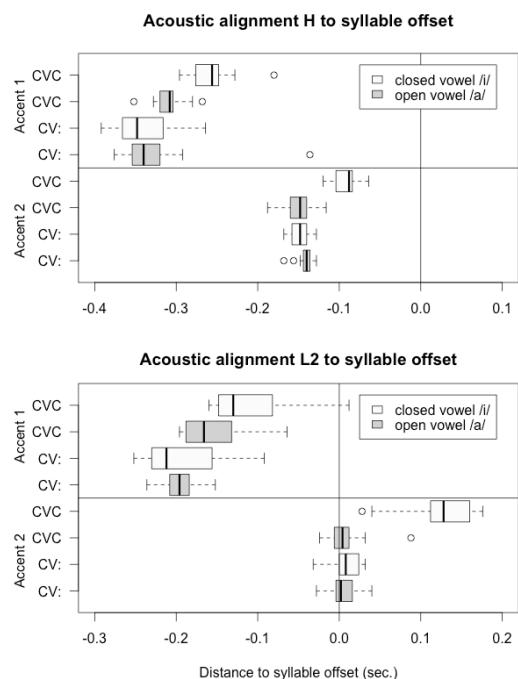 Acoustic alignment H to syllable offset
Accent 1
CVC
CVC
CV:
CV:
Accent 2
CVC
CVC
CV:
CV:
closed vowel /i/
open vowel /a/
-0.4 -0.3 -0.2 -0.1 0.0 0.1
Acoustic alignment L2 to syllable offset
Accent 1
CVC
CVC
CV:
CV:
Accent 2
CVC
CVC
CV:
CV:
closed vowel /i/
open vowel /a/
-0.3 -0.2 -0.1 0.0 0.1 0.2
Distance to syllable offset (sec.)